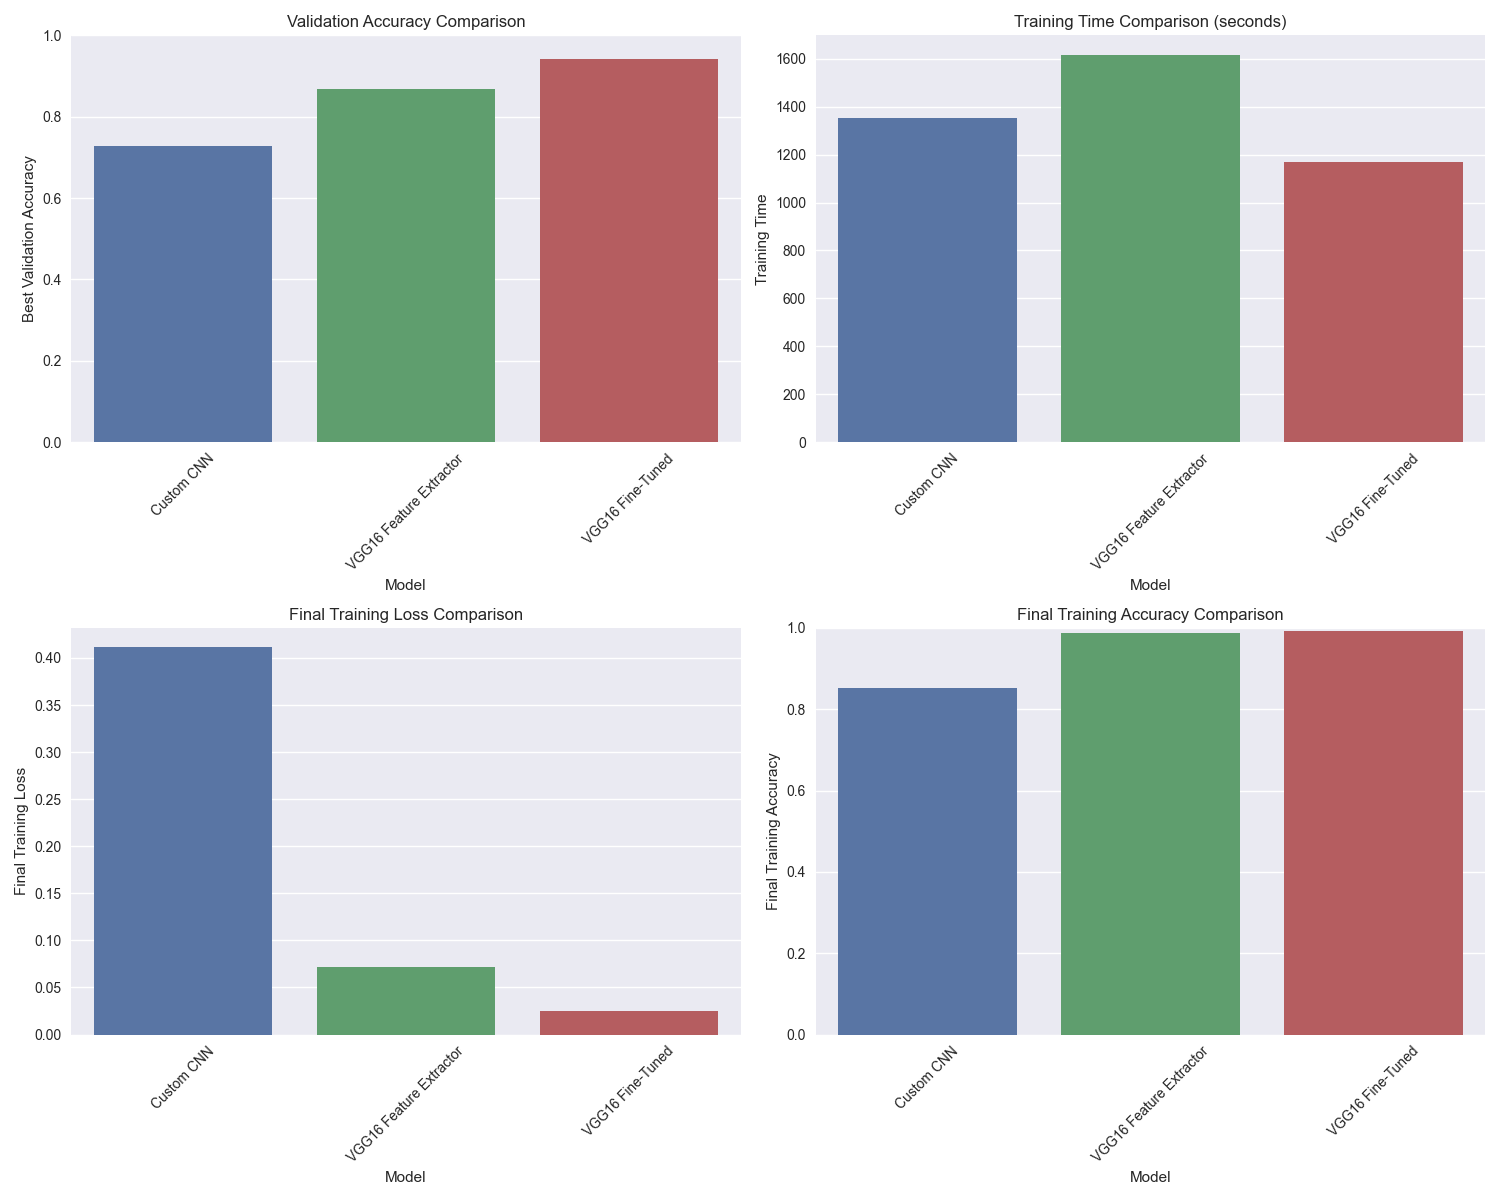 Validation Accuracy Comparison
Best Validation Accuracy
1.0
0.8
0.6
0.4
0.2
0.0
Custom CNN
VGG16 Feature Extractor
VGG16 Fine-Tuned
Model
Training Time Comparison (seconds)
Training Time
1600
1400
1200
1000
800
600
400
200
0
Custom CNN
VGG16 Feature Extractor
VGG16 Fine-Tuned
Model
Final Training Loss Comparison
Final Training Loss
0.40
0.35
0.30
0.25
0.20
0.15
0.10
0.05
0.00
Custom CNN
VGG16 Feature Extractor
VGG16 Fine-Tuned
Model
Final Training Accuracy Comparison
Final Training Accuracy
1.0
0.8
0.6
0.4
0.2
0.0
Custom CNN
VGG16 Feature Extractor
VGG16 Fine-Tuned
Model